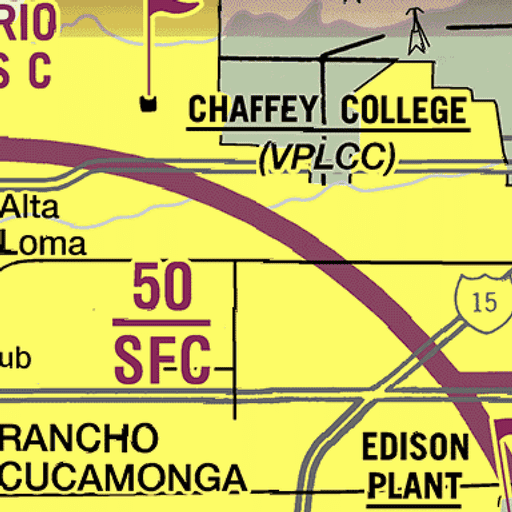 RIO
S C
CHAFFEY COLLEGE
(VPLCC)
Alta
Loma
50
SFC
15
ub
RANCHO
CUCAMONGA
EDISON
PLANT